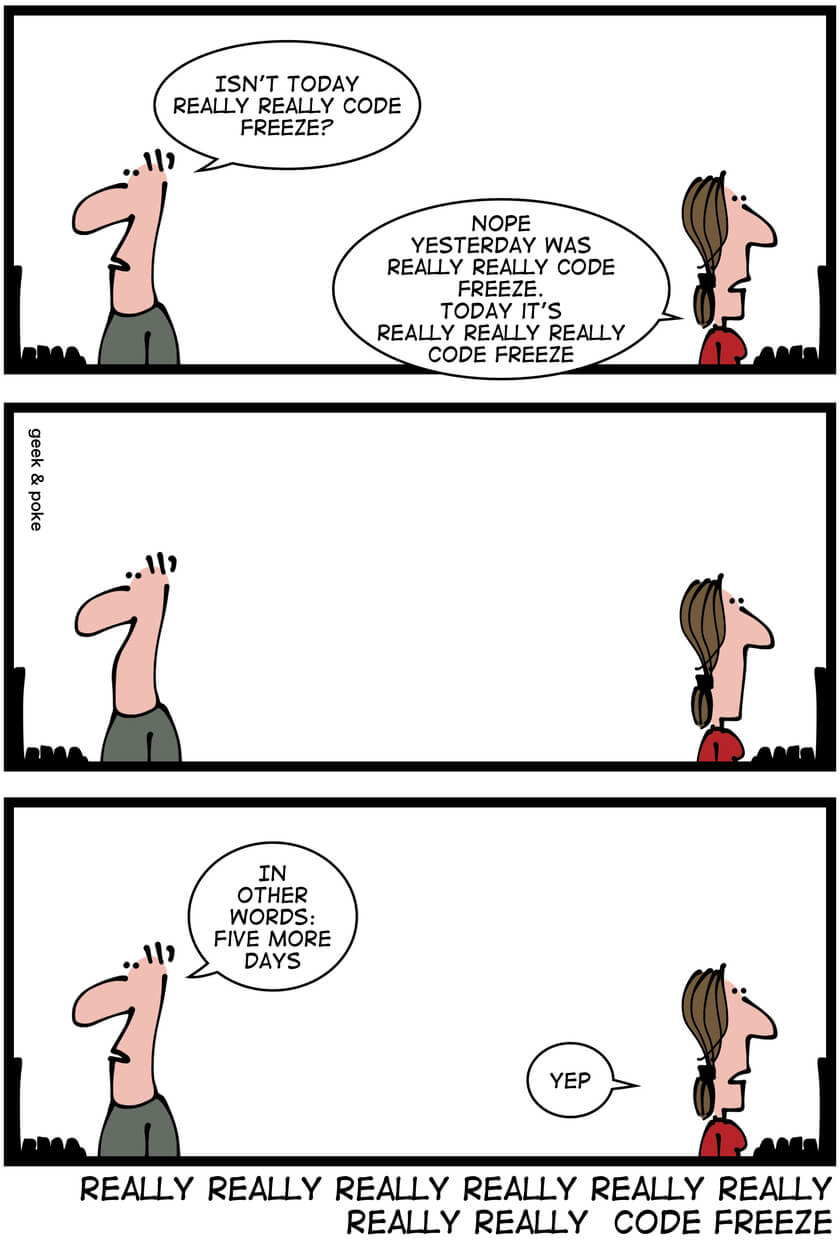 ISN'T TODAY
REALLY REALLY CODE
FREEZE?
NOPE
YESTERDAY WAS
REALLY REALLY CODE
FREEZE.
TODAY IT'S
REALLY REALLY REALLY
CODE FREEZE
geek & poke
IN
OTHER
WORDS:
FIVE MORE
DAYS
YEP
REALLY REALLY REALLY REALLY REALLY REALLY
REALLY REALLY CODE FREEZE